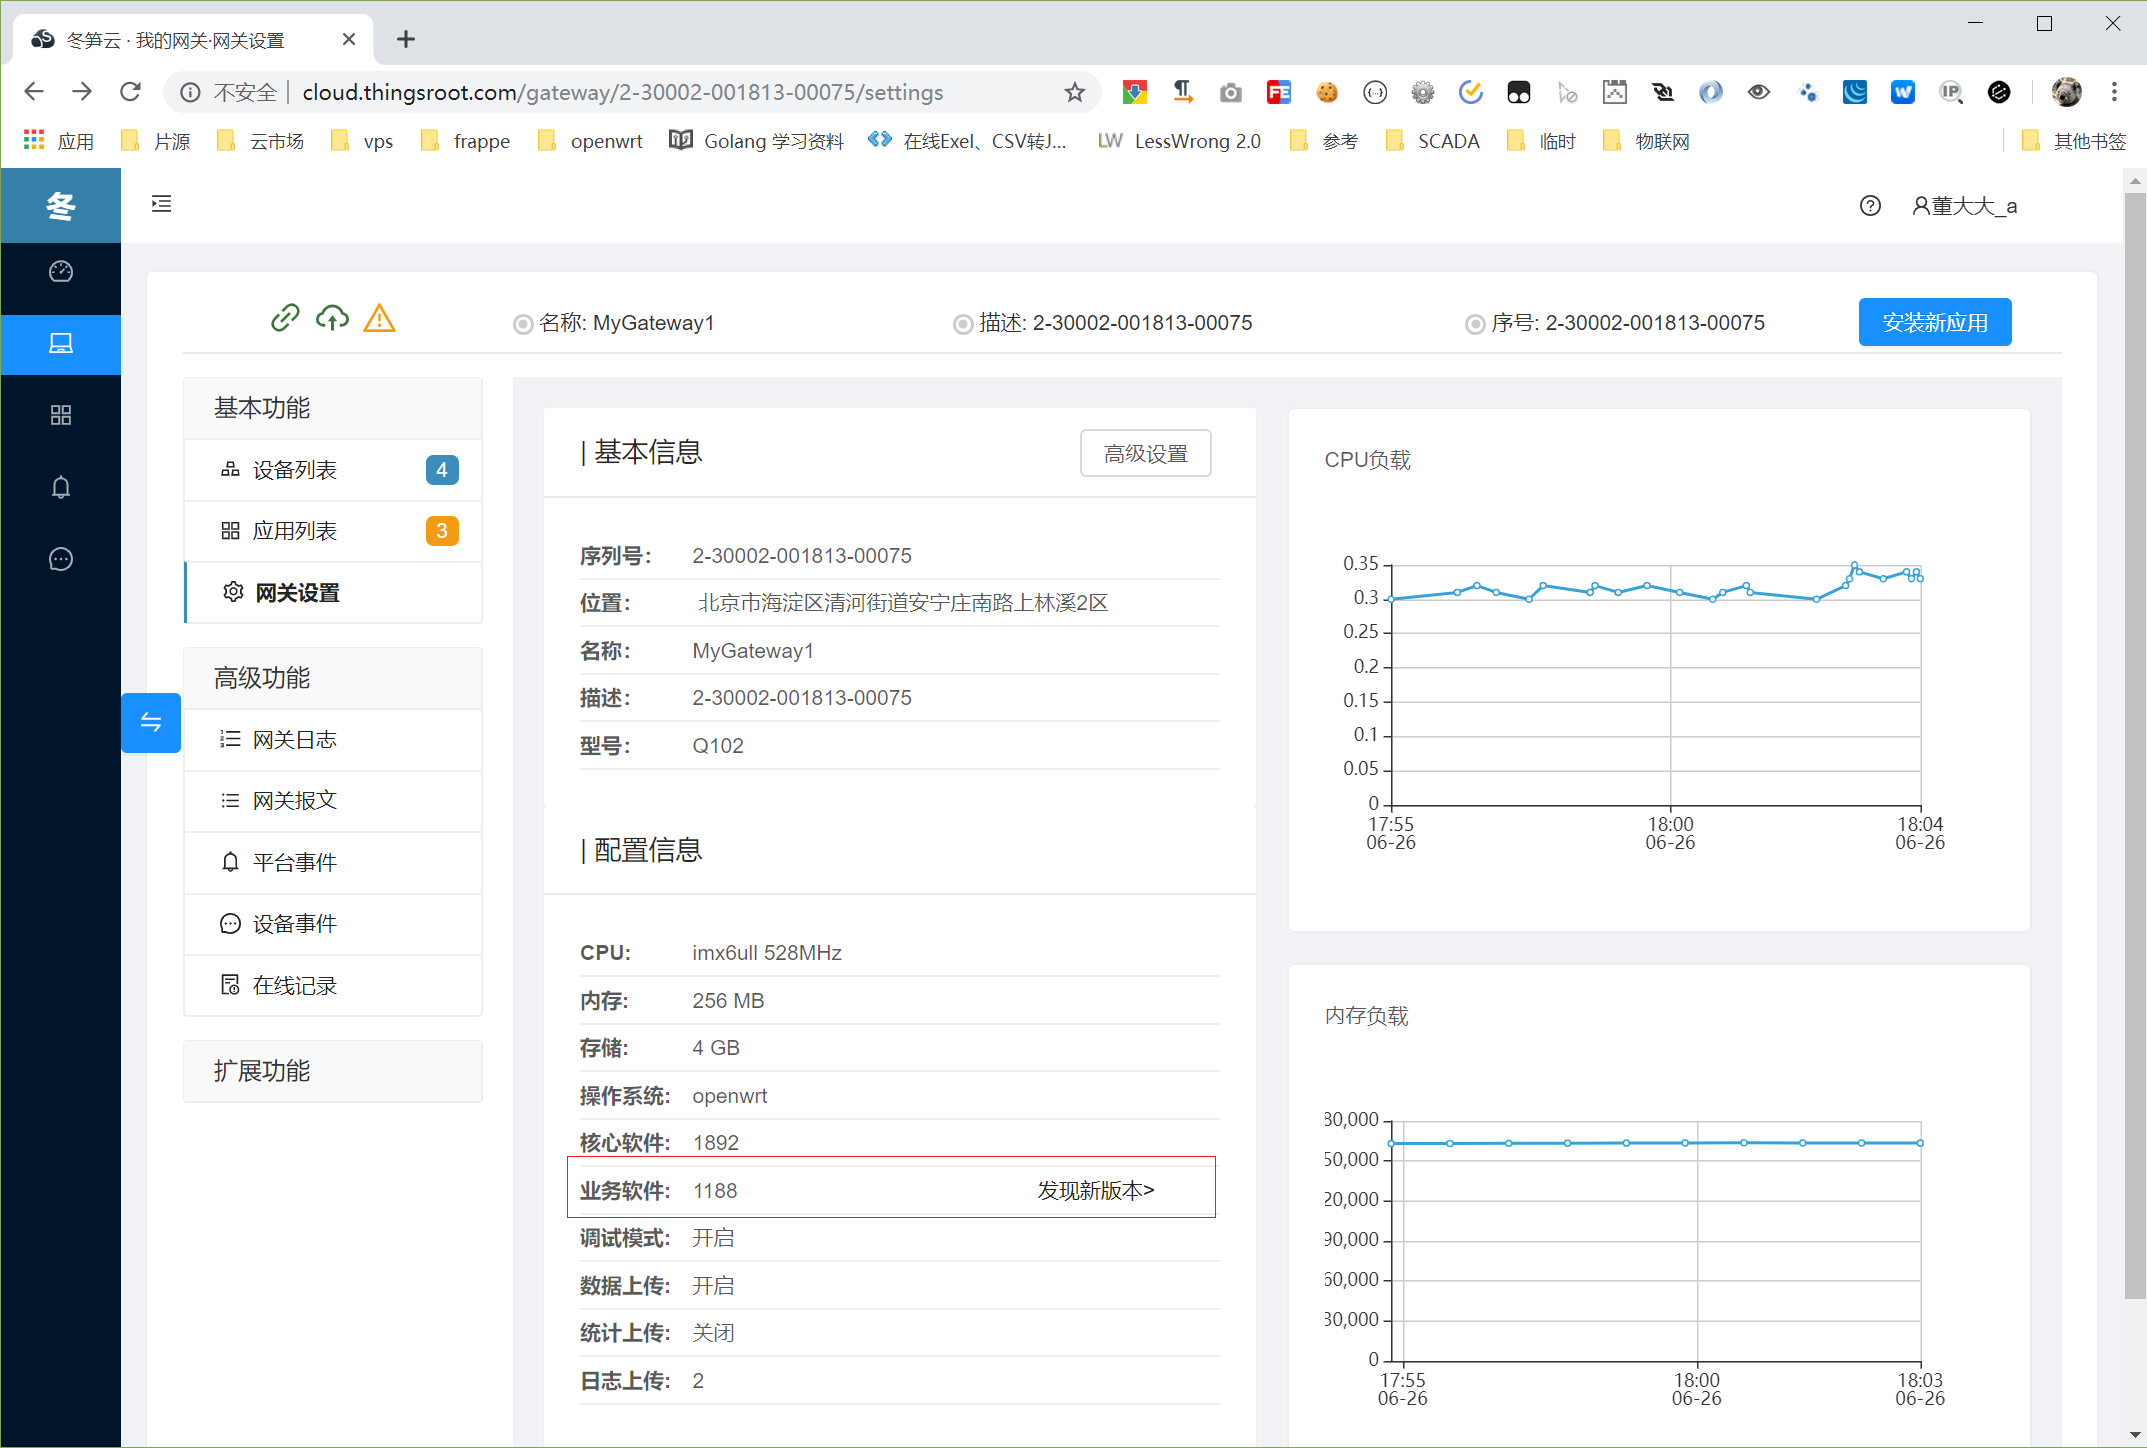 冬笋云 · 我的网关·网关设置
不安全 | cloud.thingsroot.com/gateway/2-30002-001813-00075/settings
应用 片源 云市场 vps frappe openwrt Golang 学习资料 在线Exel、CSV转J... LW LessWrong 2.0 参考 SCADA 临时 物联网 其他书签
冬
董大大_a
名称: MyGateway1
描述: 2-30002-001813-00075
序号: 2-30002-001813-00075
安装新应用
基本功能
设备列表 4
应用列表 3
网关设置
高级功能
网关日志
网关报文
平台事件
设备事件
在线记录
扩展功能
| 基本信息
高级设置
序列号: 2-30002-001813-00075
位置: 北京市海淀区清河街道安宁庄南路上林溪2区
名称: MyGateway1
描述: 2-30002-001813-00075
型号: Q102
| 配置信息
CPU: imx6ull 528MHz
内存: 256 MB
存储: 4 GB
操作系统: openwrt
核心软件: 1892
业务软件: 1188 发现新版本>
调试模式: 开启
数据上传: 开启
统计上传: 关闭
日志上传: 2
CPU负载
0.35
0.3
0.25
0.2
0.15
0.1
0.05
0
17:55 18:00 18:04
06-26 06-26 06-26
内存负载
80,000
50,000
20,000
90,000
60,000
30,000
0
17:55 18:00 18:03
06-26 06-26 06-26